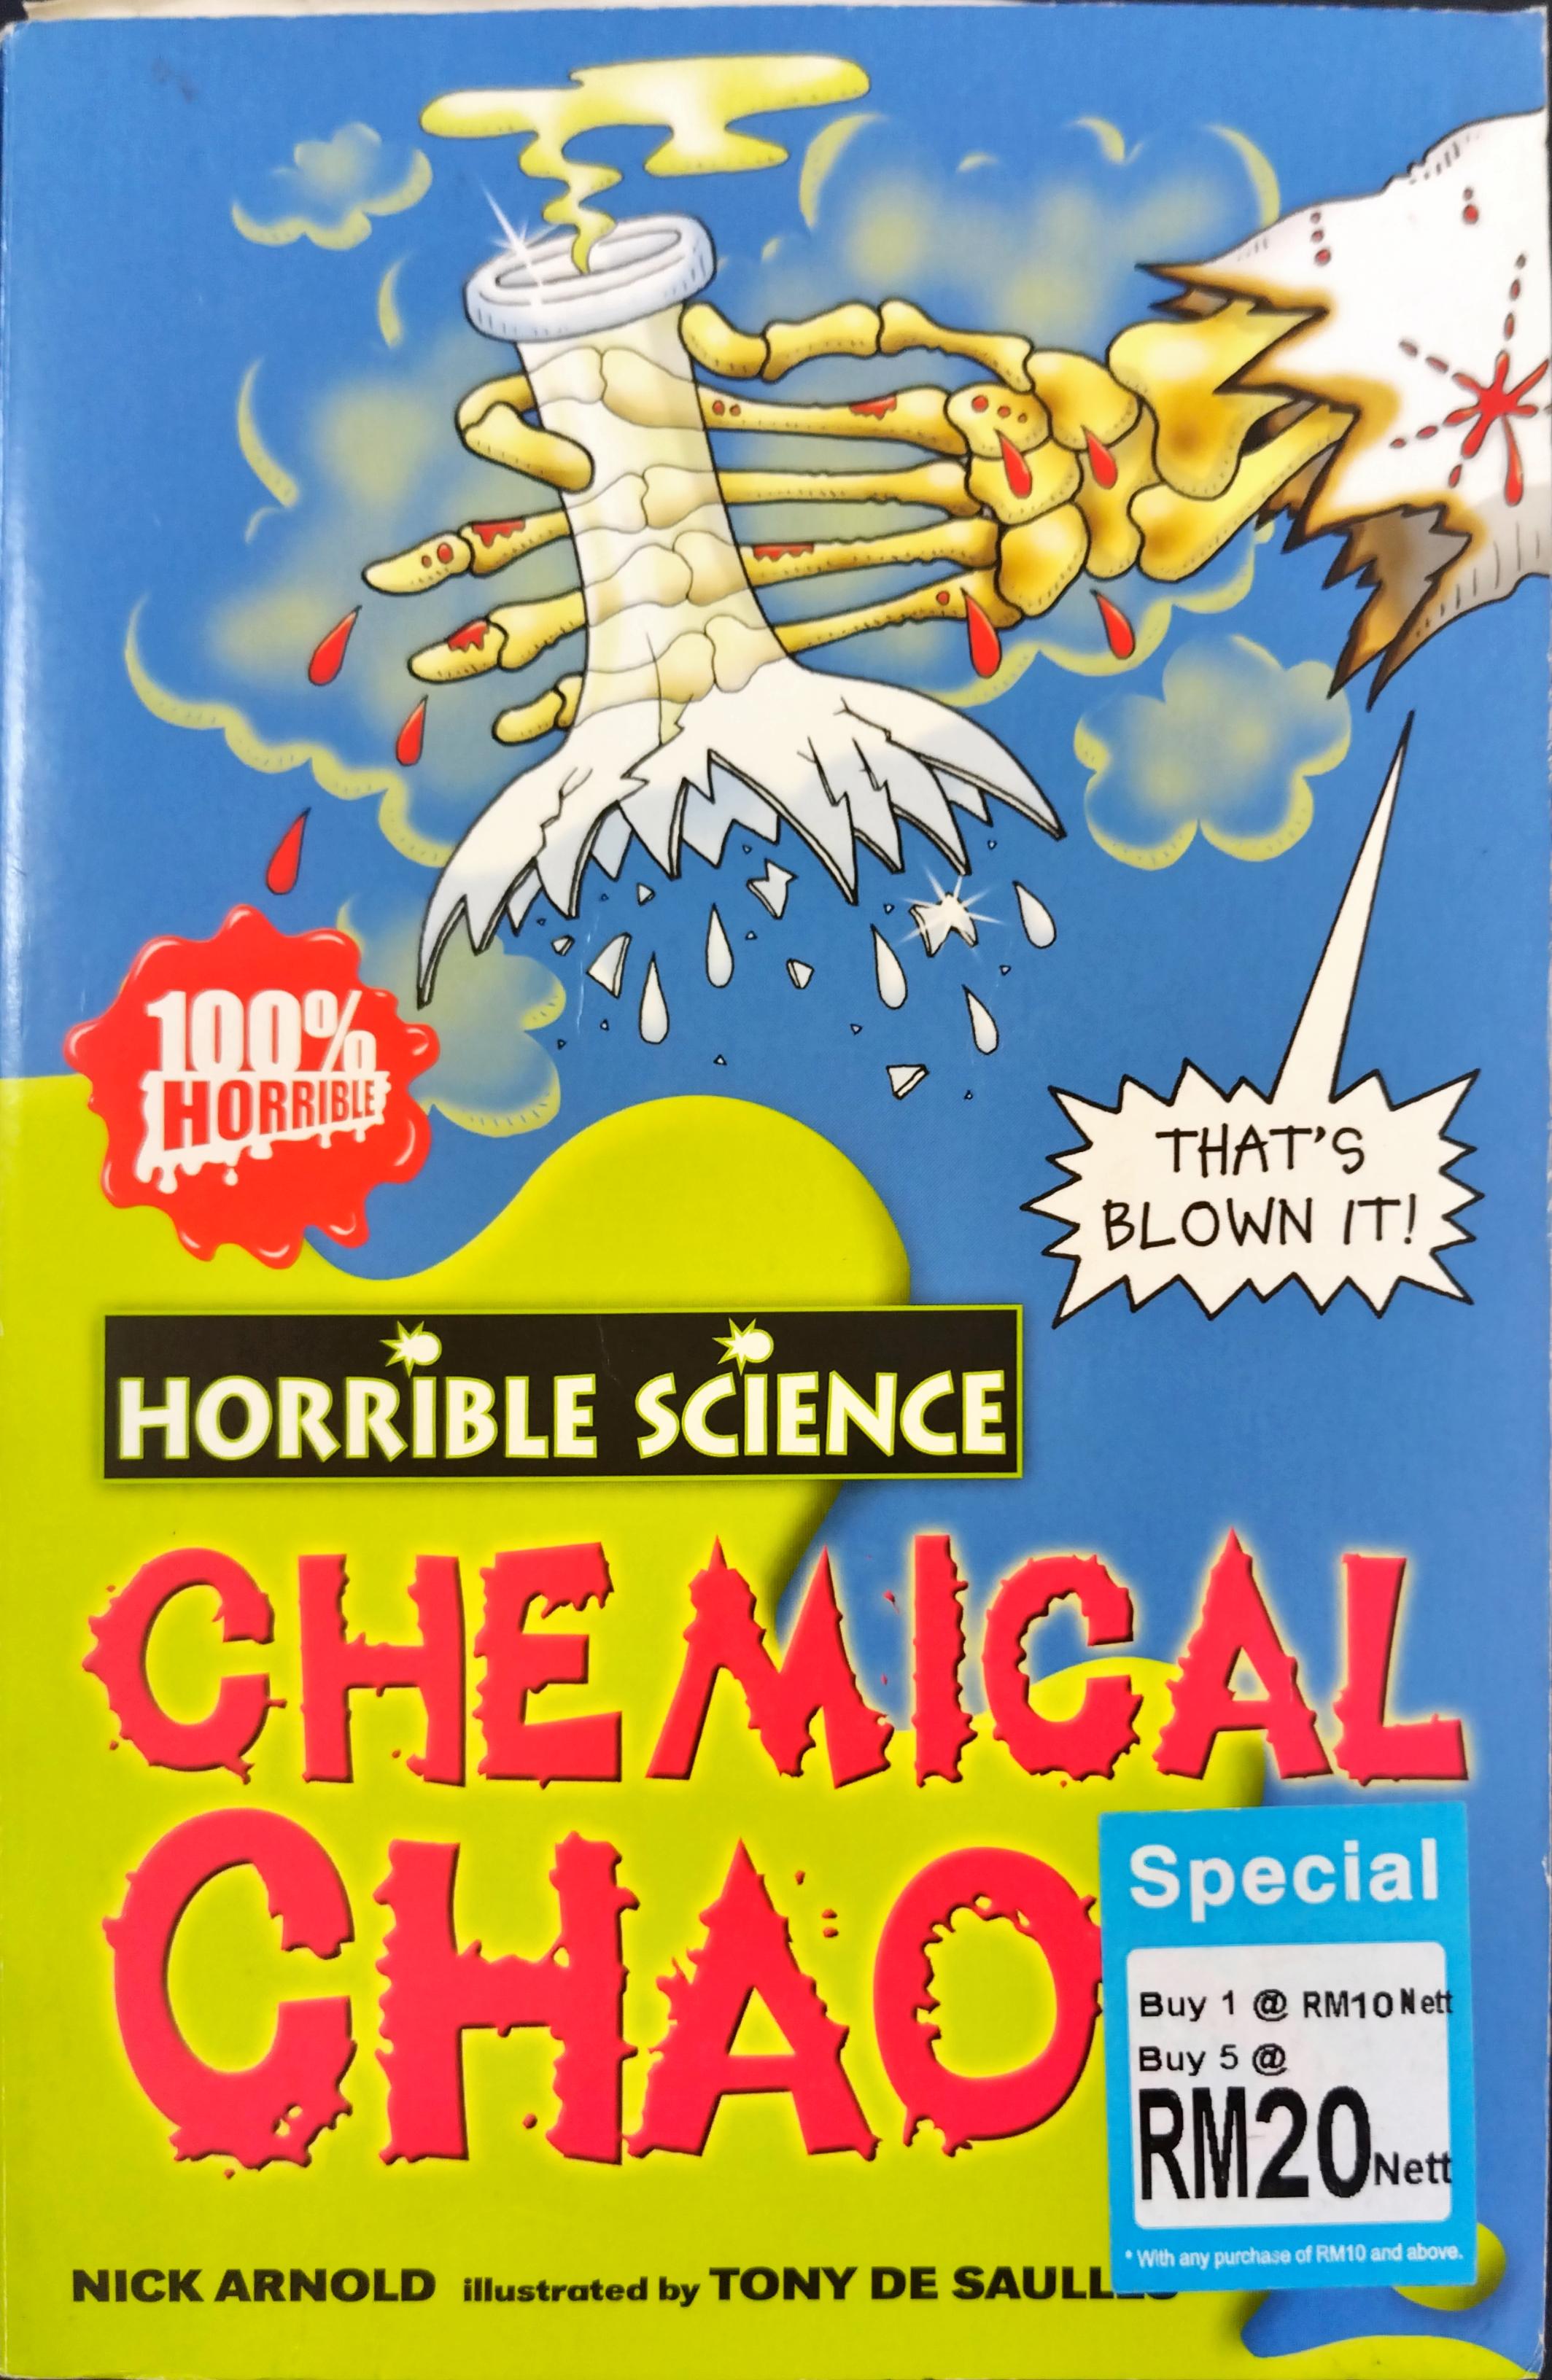 100%
HORRIBLE
THAT'S
BLOWN IT!
HORRIBLE SCIENCE
CHEMICAL
CHAO
Special
Buy 1 @ RM10 Nett
Buy 5 @
RM20 Nett
* With any purchase of RM10 and above.
NICK ARNOLD illustrated by TONY DE